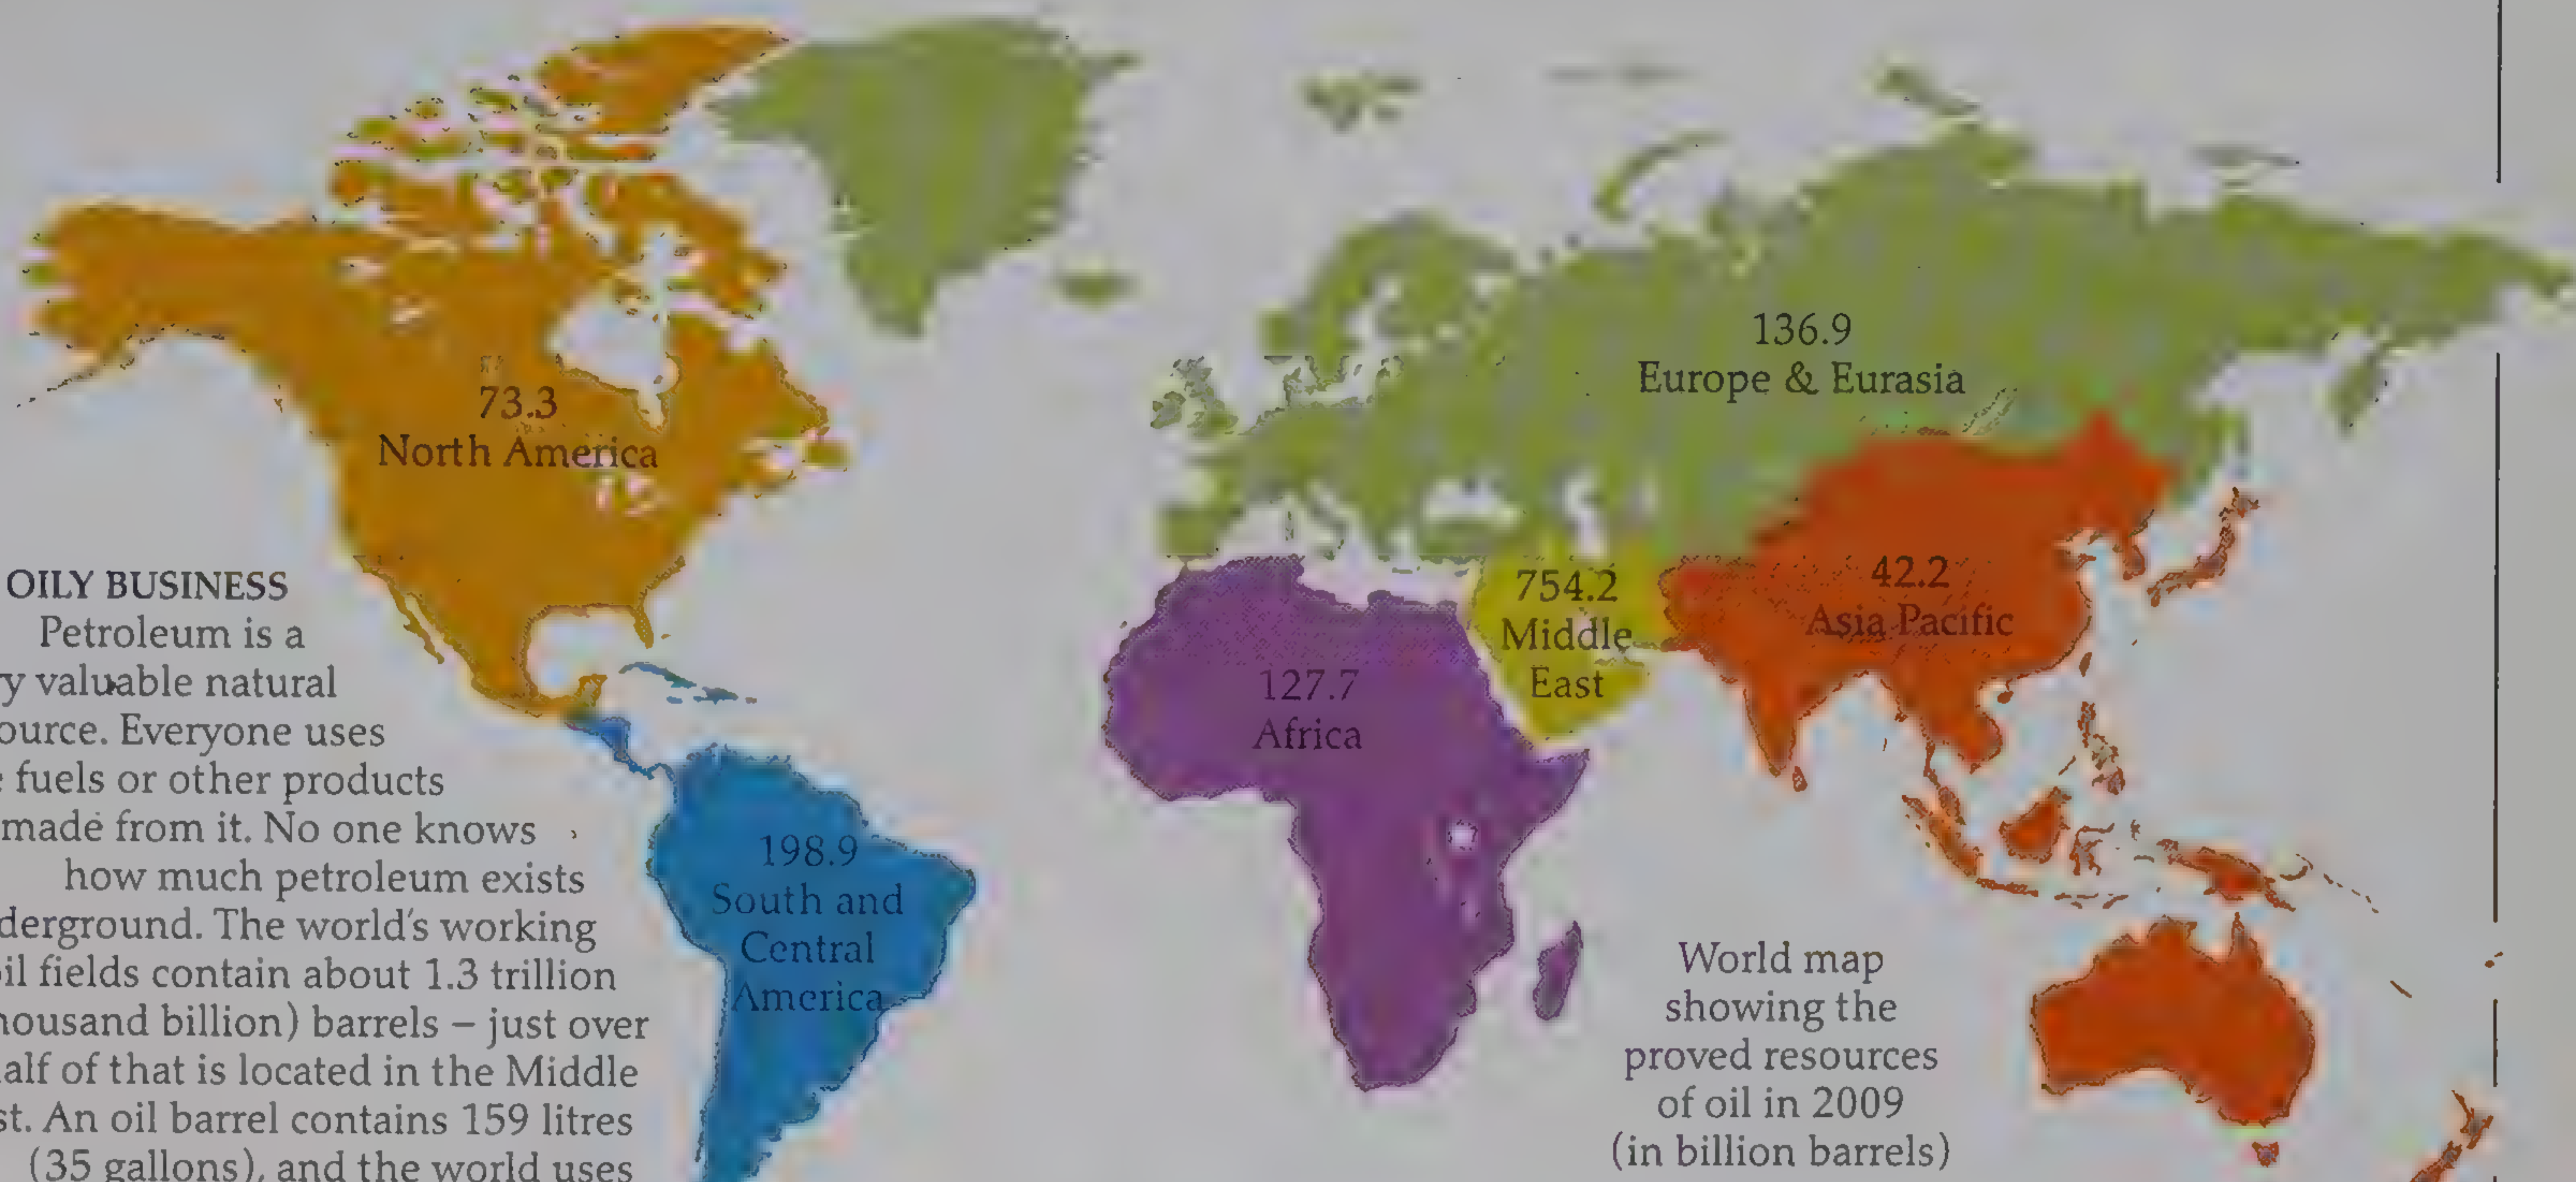 136.9
Europe & Eurasia
73.3
North America
754.2
Middle
East
42.2
Asia Pacific
127.7
Africa
198.9
South and
Central
America
OILY BUSINESS
Petroleum is a
y valuable natural
ource. Everyone uses
fuels or other products
made from it. No one knows
how much petroleum exists
derground. The world's working
il fields contain about 1.3 trillion
housand billion) barrels – just over
alf of that is located in the Middle
st. An oil barrel contains 159 litres
(35 gallons), and the world uses
World map
showing the
proved resources
of oil in 2009
(in billion barrels)